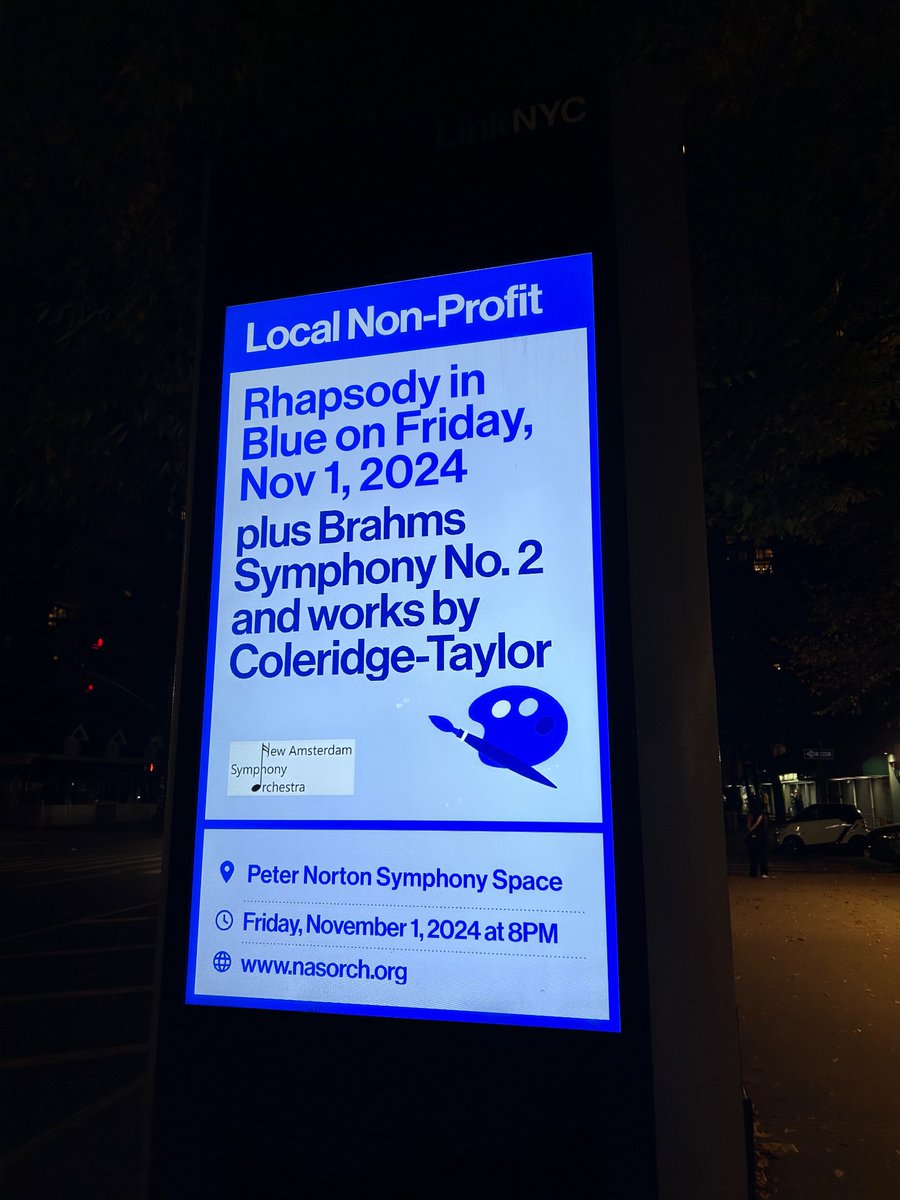 LinkNYC
Local Non-Profit
Rhapsody in
Blue on Friday,
Nov 1, 2024
plus Brahms
Symphony No. 2
and works by
Coleridge-Taylor
New Amsterdam
Symphony
Orchestra
Peter Norton Symphony Space
Friday, November 1, 2024 at 8PM
www.nasorch.org